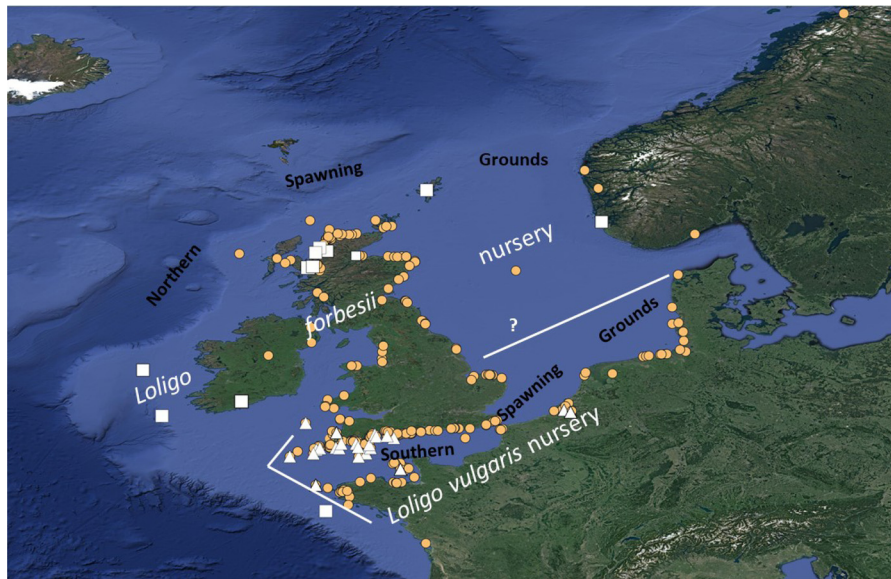 Northern Spawning Grounds
Loligo forbesii nursery
?
Southern Spawning Grounds
Loligo vulgaris nursery